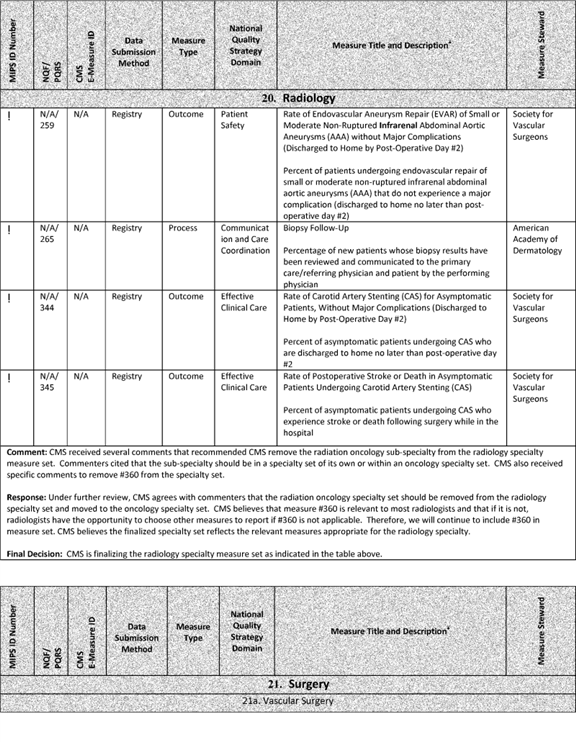 MIPS ID Number
NQF/
PQRS
CMS
E-Measure ID
Data
Submission
Method
Measure
Type
National
Quality
Strategy
Domain
Measure Title and Description¥
Measure Steward
20. Radiology
!
N/A/
259
N/A
Registry
Outcome
Patient
Safety
Rate of Endovascular Aneurysm Repair (EVAR) of Small or
Moderate Non-Ruptured Infrarenal Abdominal Aortic
Aneurysms (AAA) without Major Complications
(Discharged to Home by Post-Operative Day #2)
Percent of patients undergoing endovascular repair of
small or moderate non-ruptured infrarenal abdominal
aortic aneurysms (AAA) that do not experience a major
complication (discharged to home no later than post-
operative day #2)
Society for
Vascular
Surgeons
!
N/A/
265
N/A
Registry
Process
Communicat
ion and Care
Coordination
Biopsy Follow-Up
Percentage of new patients whose biopsy results have
been reviewed and communicated to the primary
care/referring physician and patient by the performing
physician
American
Academy of
Dermatology
!
N/A/
344
N/A
Registry
Outcome
Effective
Clinical Care
Rate of Carotid Artery Stenting (CAS) for Asymptomatic
Patients, Without Major Complications (Discharged to
Home by Post-Operative Day #2)
Percent of asymptomatic patients undergoing CAS who
are discharged to home no later than post-operative day
#2
Society for
Vascular
Surgeons
!
N/A/
345
N/A
Registry
Outcome
Effective
Clinical Care
Rate of Postoperative Stroke or Death in Asymptomatic
Patients Undergoing Carotid Artery Stenting (CAS)
Percent of asymptomatic patients undergoing CAS who
experience stroke or death following surgery while in the
hospital
Society for
Vascular
Surgeons
Comment: CMS received several comments that recommended CMS remove the radiation oncology sub-specialty from the radiology specialty
measure set. Commenters cited that the sub-specialty should be in a specialty set of its own or within an oncology specialty set. CMS also received
specific comments to remove #360 from the specialty set.
Response: Under further review, CMS agrees with commenters that the radiation oncology specialty set should be removed from the radiology
specialty set and moved to the oncology specialty set. CMS believes that measure #360 is relevant to most radiologists and that if it is not,
radiologists have the opportunity to choose other measures to report if #360 is not applicable. Therefore, we will continue to include #360 in
measure set. CMS believes the finalized specialty set reflects the relevant measures appropriate for the radiology specialty.
Final Decision: CMS is finalizing the radiology specialty measure set as indicated in the table above.
MIPS ID Number
NQF/
PQRS
CMS
E-Measure ID
Data
Submission
Method
Measure
Type
National
Quality
Strategy
Domain
Measure Title and Description¥
Measure Steward
21. Surgery
21a. Vascular Surgery